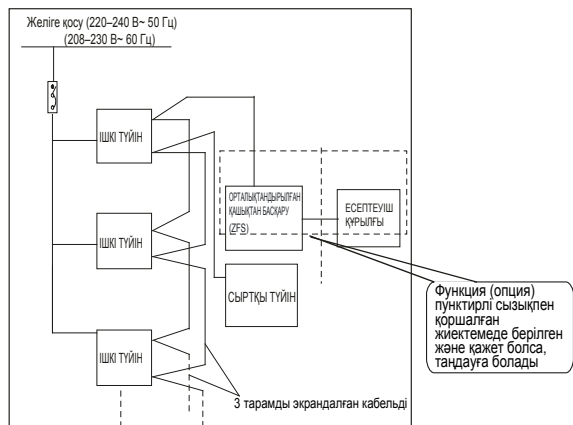 Желіге қосу (220–240 В~ 50 Гц)
(208–230 В~ 60 Гц)
ІШКІ ТҮЙІН
ІШКІ ТҮЙІН
ІШКІ ТҮЙІН
ОРТАЛЫҚТАНДЫРЫЛҒАН
ҚАШЫҚТАН БАСҚАРУ
(ZFS)
ЕСЕПТЕУІШ
ҚҰРЫЛҒЫ
СЫРТҚЫ ТҮЙІН
Функция (опция)
пунктирлі сызықпен
қоршалған
жиектемеде берілген
және қажет болса,
таңдауға болады
3 тарамды экрандалған кабельді